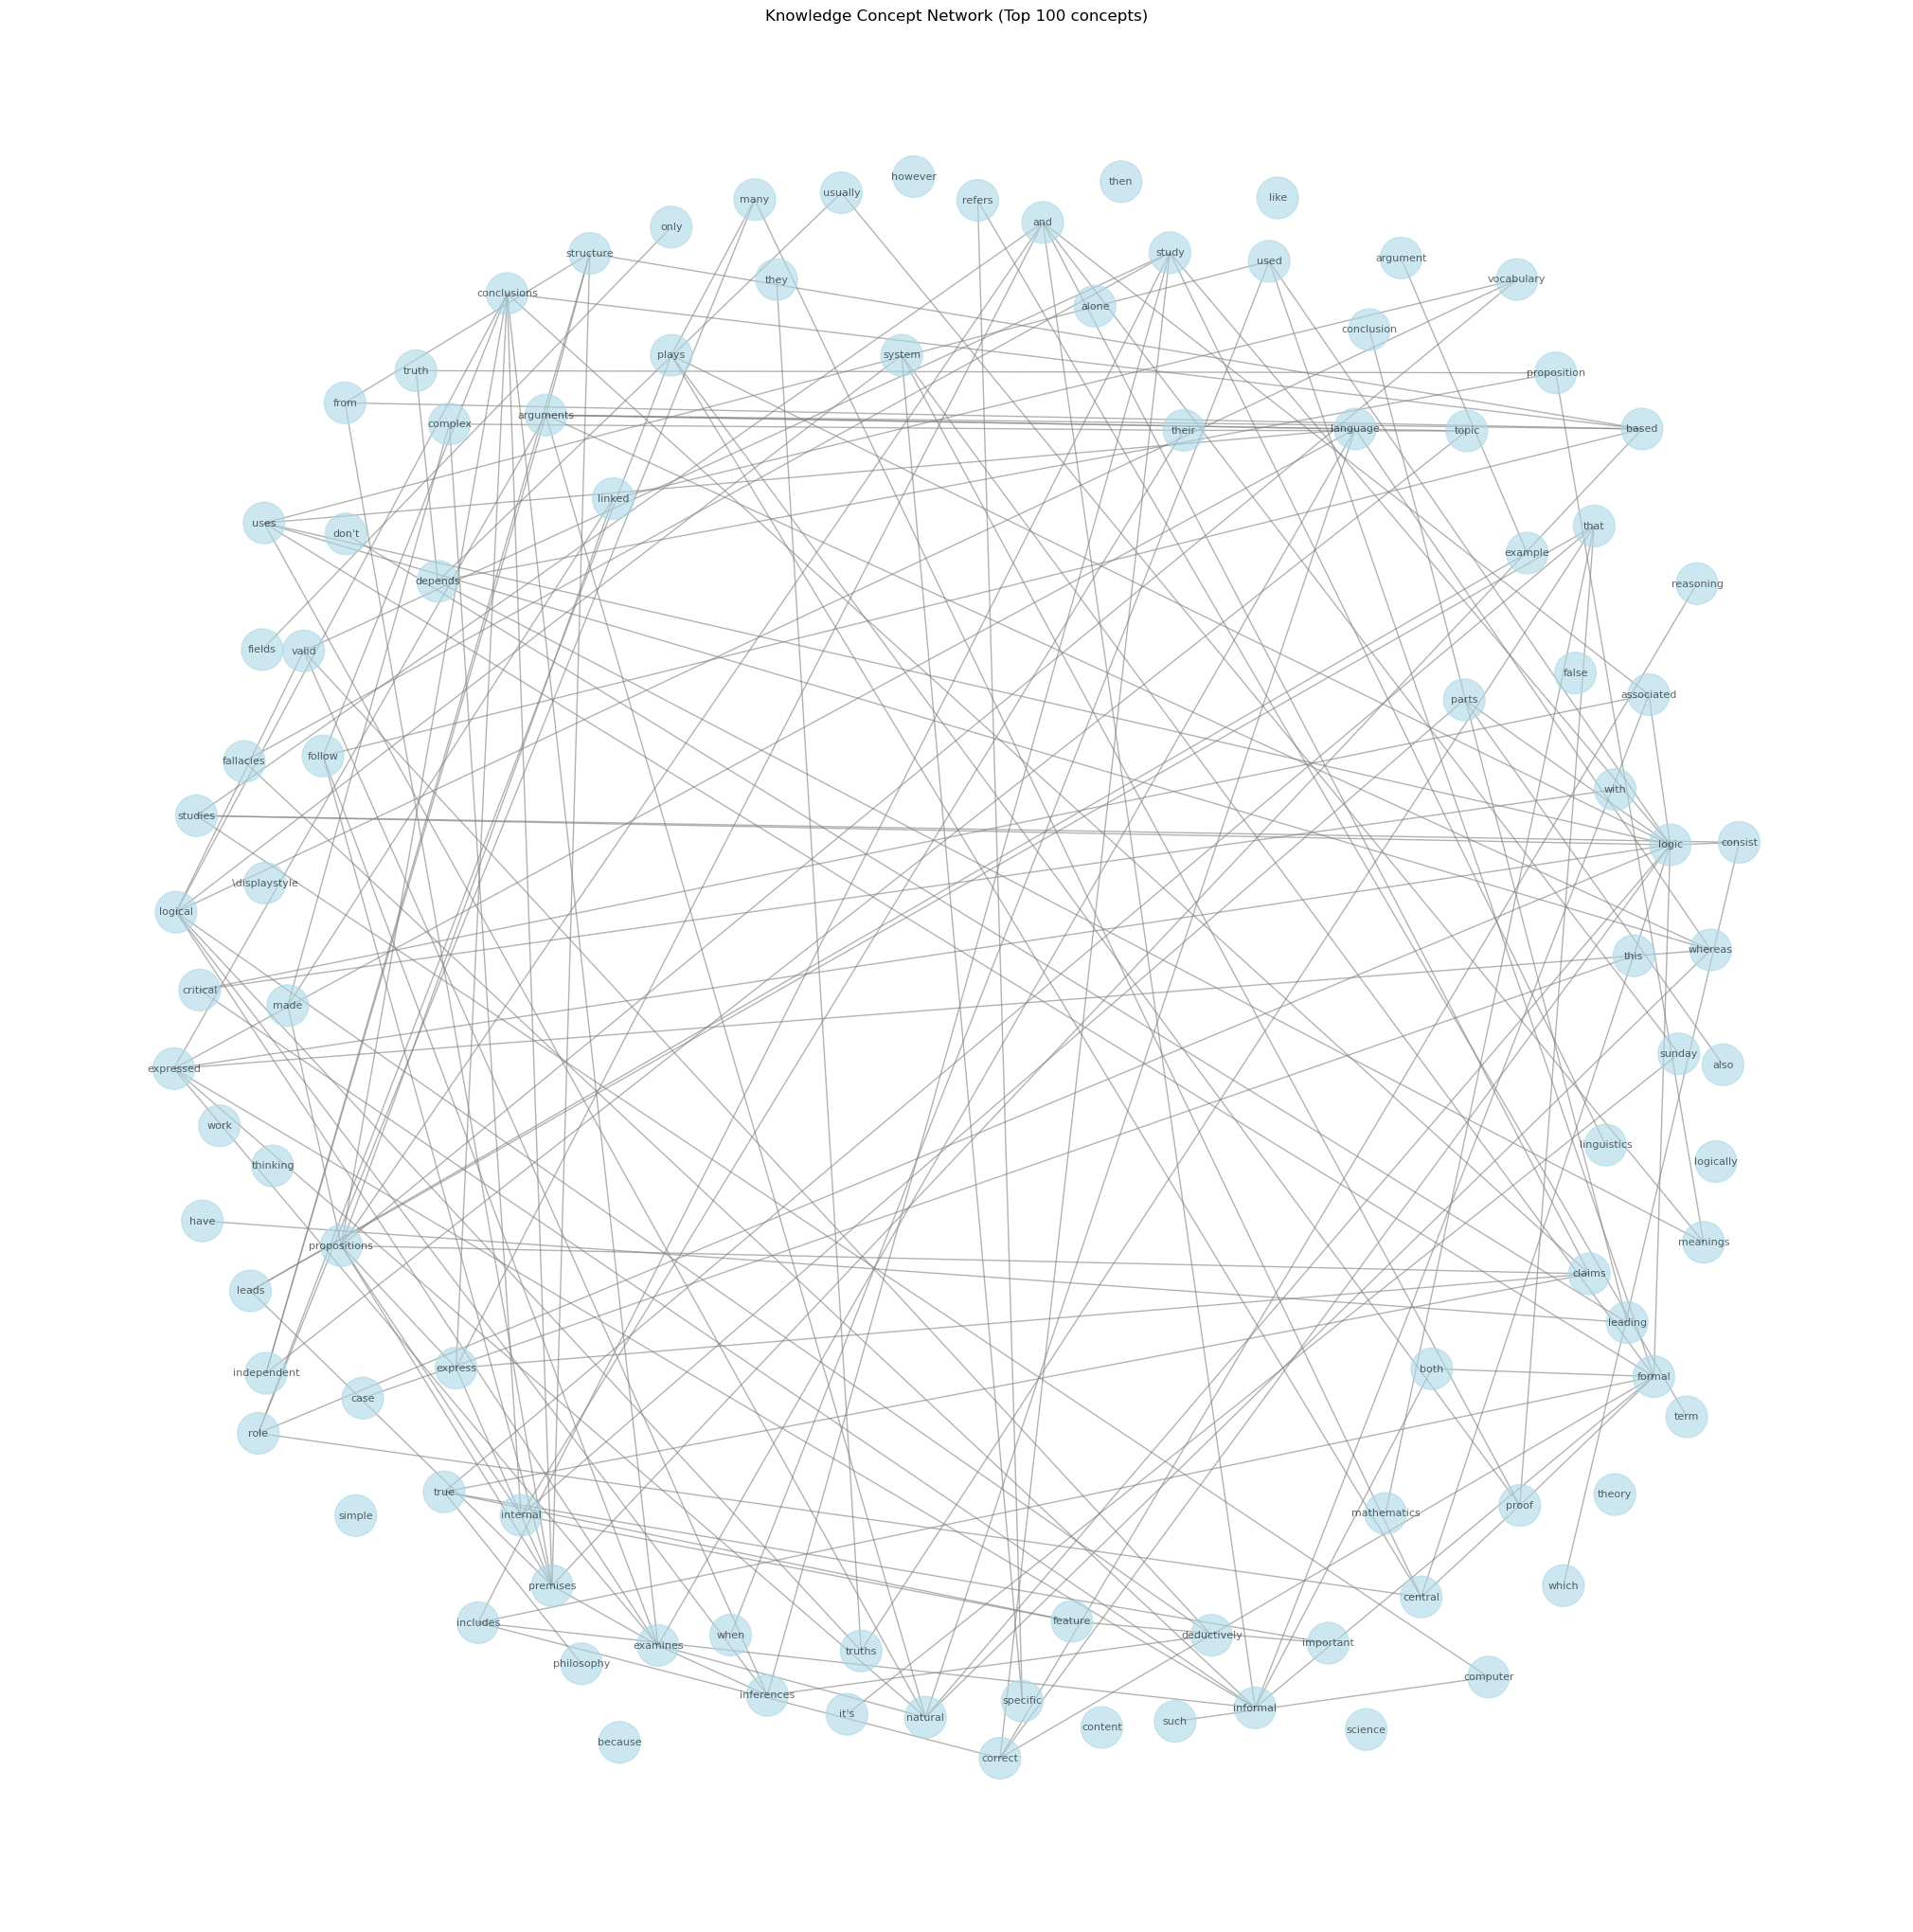 Knowledge Concept Network (Top 100 concepts)
however
then
usually
like
many
refers
and
only
structure
study
argument
used
they
vocabulary
conclusions
alone
conclusion
plays
system
truth
proposition
from
arguments
complex
their
language
topic
based
linked
uses
that
don't
example
depends
reasoning
fields
valid
false
associated
parts
follow
fallacies
with
studies
logic
consist
\displaystyle
logical
whereas
this
critical
made
sunday
also
expressed
work
linguistics
logically
thinking
have
meanings
propositions
claims
leads
leading
express
both
independent
formal
case
term
role
true
theory
proof
mathematics
internal
simple
premises
which
central
feature
includes
when
deductively
important
examines
truths
philosophy
computer
inferences
specific
informal
it's
natural
such
content
science
because
correct